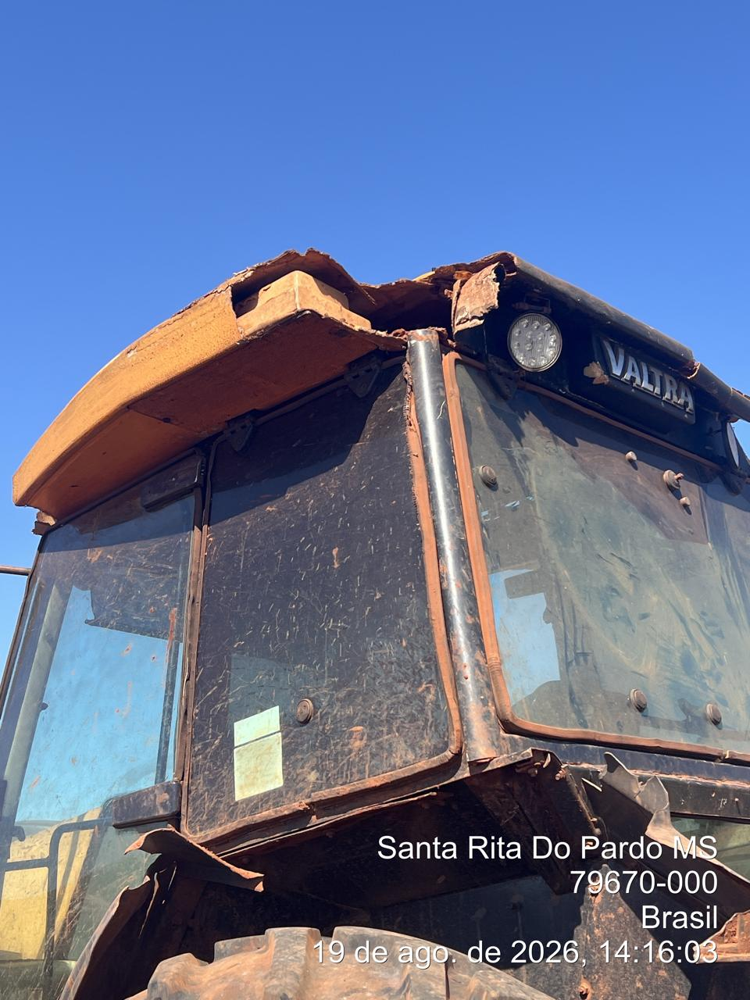 VALTRA
Santa Rita Do Pardo MS
79670-000
Brasil
19 de ago. de 2026, 14:16:03